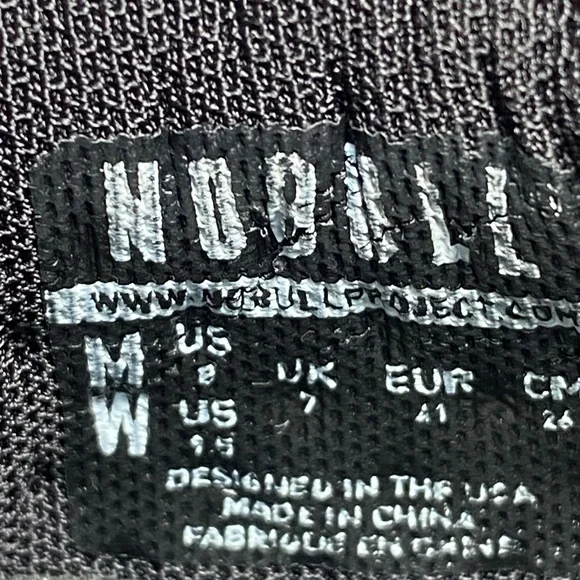 NOBULL
WWW.NOBULLPROJECT.COM
M US 8 UK 7 EUR 41 CM 26
W US 9.5
DESIGNED IN THE USA
MADE IN CHINA
FABRIQUÉ EN CHINE